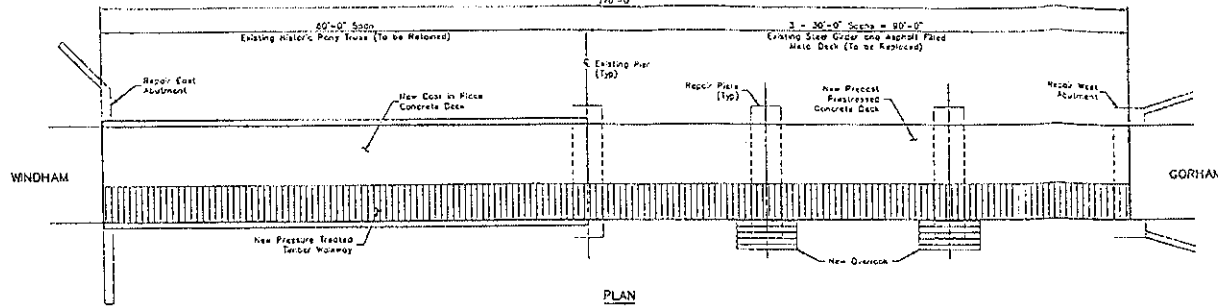 80'-0" Span
Existing Historic Pony Truss (To be Retained)
3 - 30'-0" Spans = 90'-0"
Existing Steel Girder and Asphalt Filled
Metal Deck (To be Replaced)
Existing Pier
(Typ)
Repair East
Abutment
New Cast in Place
Concrete Deck
Repair Piers
(Typ)
New Precast
Prestressed
Concrete Deck
Repair West
Abutment
WINDHAM
GORHAM
New Pressure Treated
Timber Walkway
New Overlook
PLAN